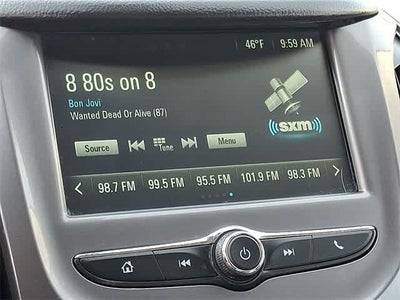 46°F 9:59 AM
8 80s on 8
Bon Jovi
Wanted Dead Or Alive (87)
sxm
Source Tune Menu
98.7 FM 99.5 FM 95.5 FM 101.9 FM 98.3 FM